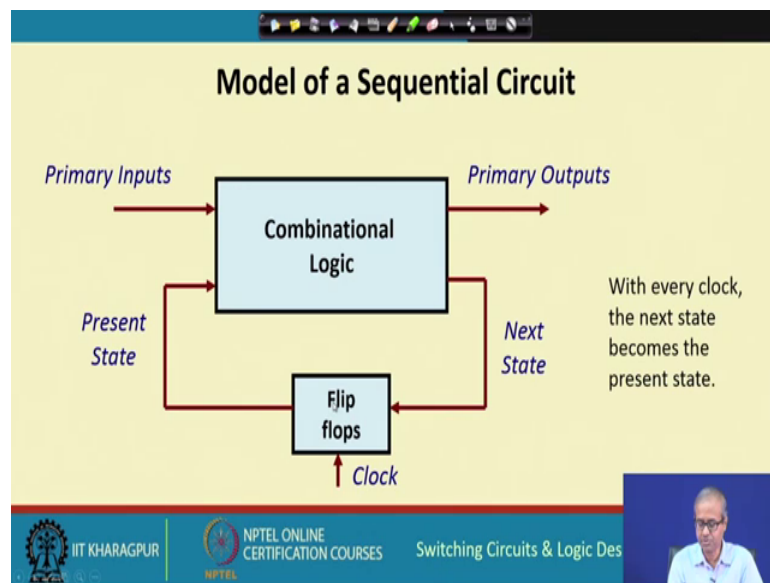 Model of a Sequential Circuit
Primary Inputs
Primary Outputs
Combinational
Logic
Present
State
Next
State
With every clock,
the next state
becomes the
present state.
Flip
flops
Clock
IIT KHARAGPUR
NPTEL
NPTEL ONLINE
CERTIFICATION COURSES
Switching Circuits & Logic Des